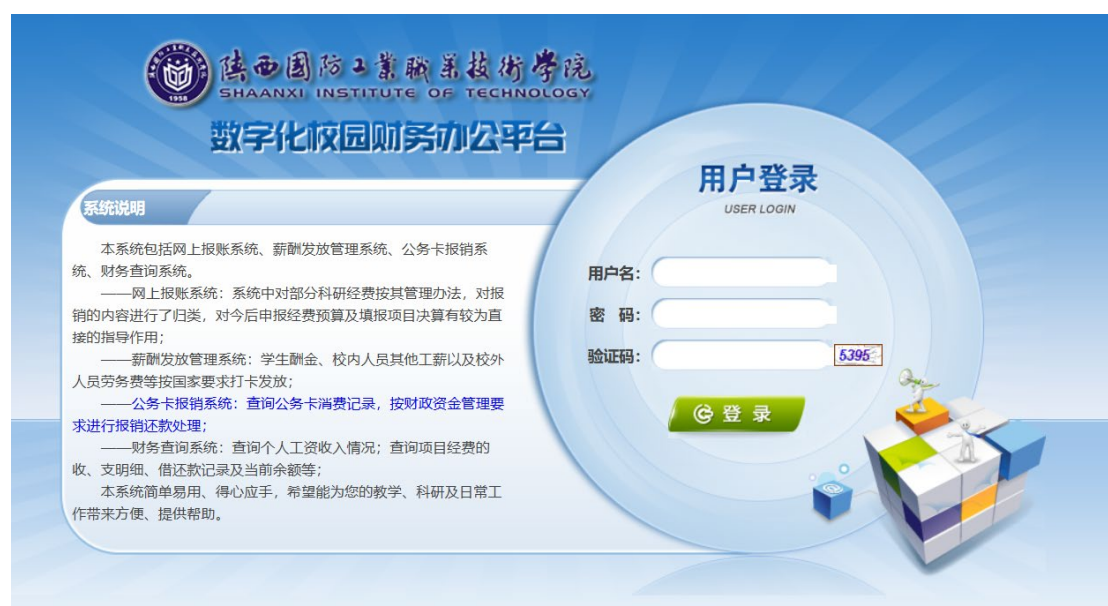 陕西国防工業職業技術學院
SHAANXI INSTITUTE OF TECHNOLOGY
数字化校园财务办公平台
系统说明
本系统包括网上报账系统、薪酬发放管理系统、公务卡报销系
统、财务查询系统。
——网上报账系统：系统中对部分科研经费按其管理办法，对报
销的内容进行了归类，对今后申报经费预算及填报项目决算有较为直
接的指导作用；
——薪酬发放管理系统：学生酬金、校内人员其他工薪以及校外
人员劳务费等按国家要求打卡发放；
——公务卡报销系统：查询公务卡消费记录，按财政资金管理要
求进行报销还款处理；
——财务查询系统：查询个人工资收入情况；查询项目经费的
收、支明细、借还款记录及当前余额等；
本系统简单易用、得心应手，希望能为您的教学、科研及日常工
作带来方便、提供帮助。
用户登录
USER LOGIN
用户名：
密 码：
验证码：
5395
登 录
1958